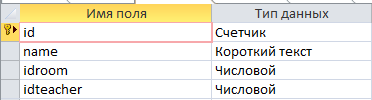 Имя поля Тип данных
id Счетчик
name Короткий текст
idroom Числовой
idteacher Числовой